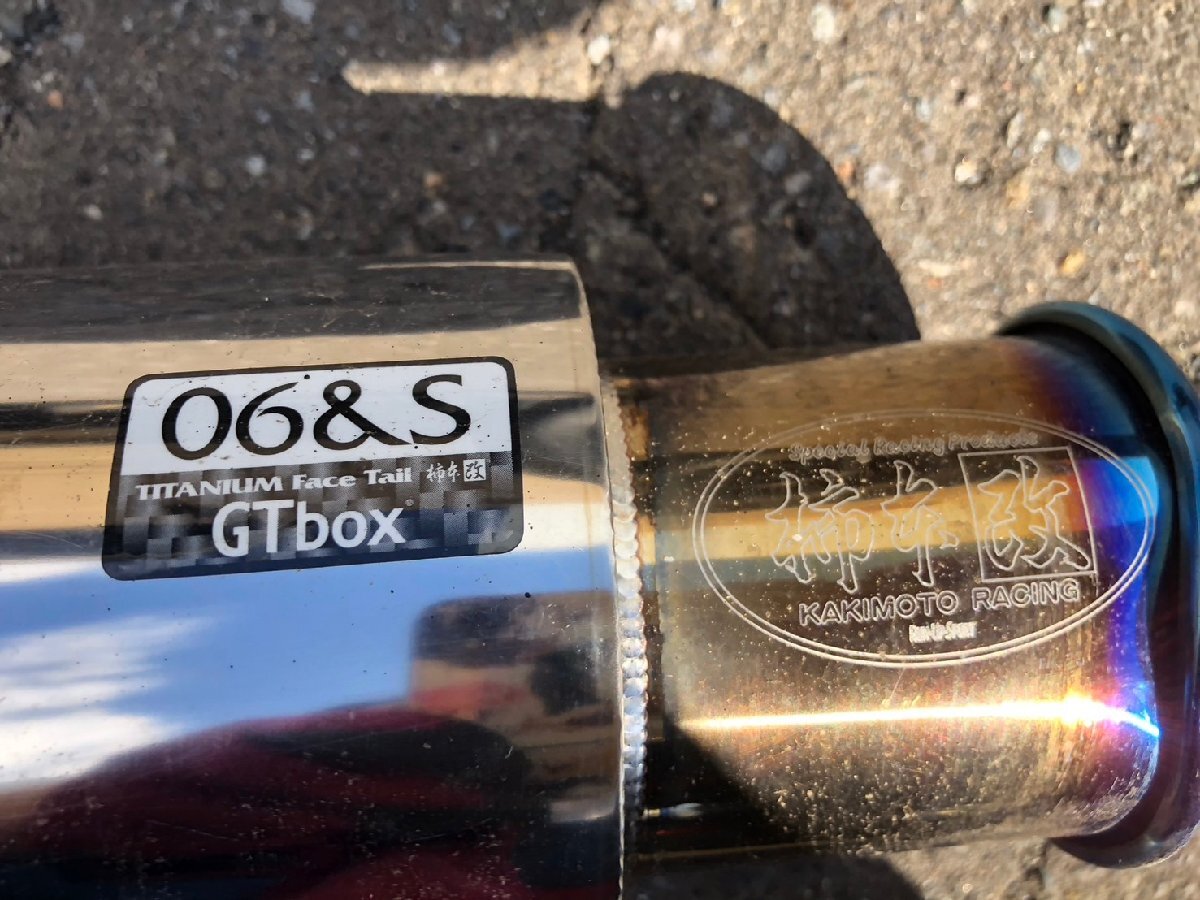 06&S
TITANIUM Face Tail 柿本改
GTbox
Special Racing Products
柿本改
KAKIMOTO RACING